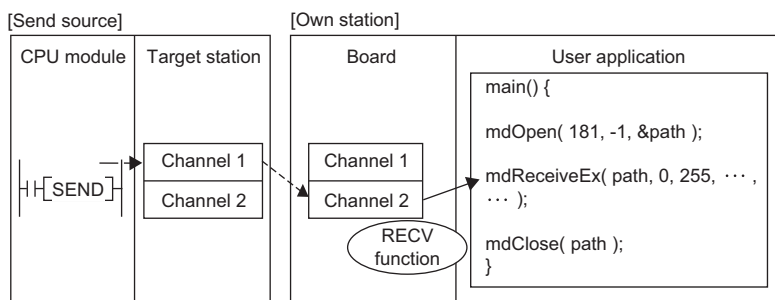 [Send source]
[Own station]
CPU module
Target station
Board
User application
SEND
Channel 1
Channel 2
Channel 1
Channel 2
RECV
function
main() {
mdOpen( 181, -1, &path );
mdReceiveEx( path, 0, 255, ··· ,
··· );
mdClose( path );
}